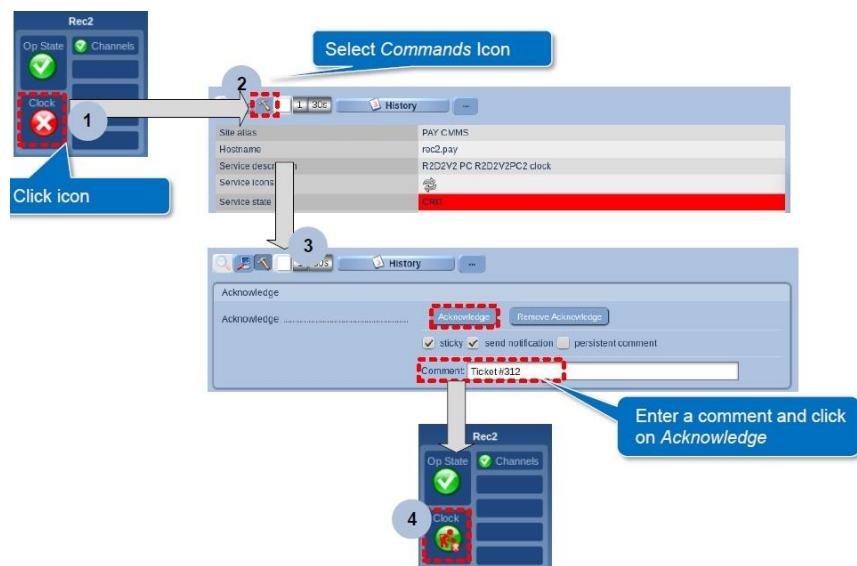 Rec2
Op State
Channels
Clock
1
Click icon
Select Commands Icon
2
1 30s
History
Site alias PAY CVIMS
Hostname rec2.pay
Service description R2D2V2 PC R2D2V2PC2 clock
Service icons
Service state CRIT
3
30s
History
Acknowledge
Acknowledge
Acknowledge
Remove Acknowledge
sticky send notification persistent comment
Comment: Ticket #312
Enter a comment and click
on Acknowledge
Rec2
Op State
Channels
4
Clock